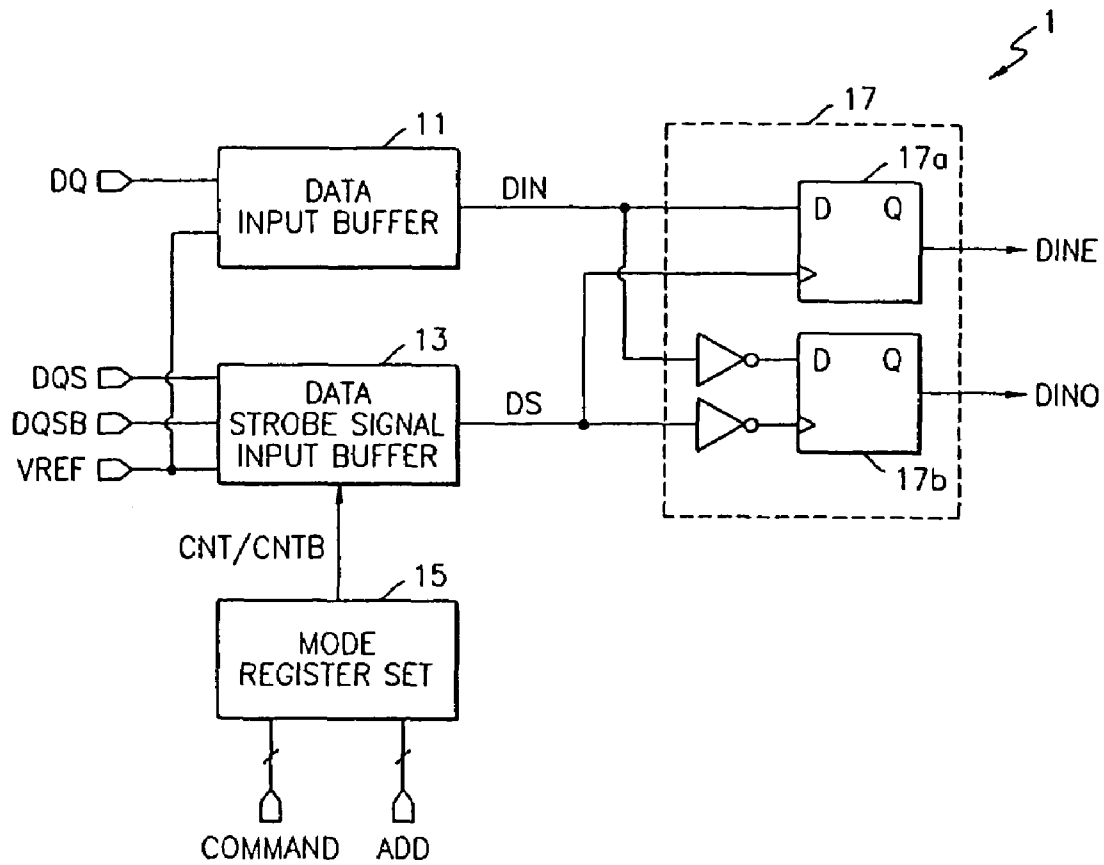 1
17
11
17a
DQ
DATA
INPUT BUFFER
DIN
D Q
DINE
13
DQS
DQSB
VREF
DATA
STROBE SIGNAL
INPUT BUFFER
DS
D Q
DINO
17b
CNT/CNTB
15
MODE
REGISTER SET
COMMAND ADD